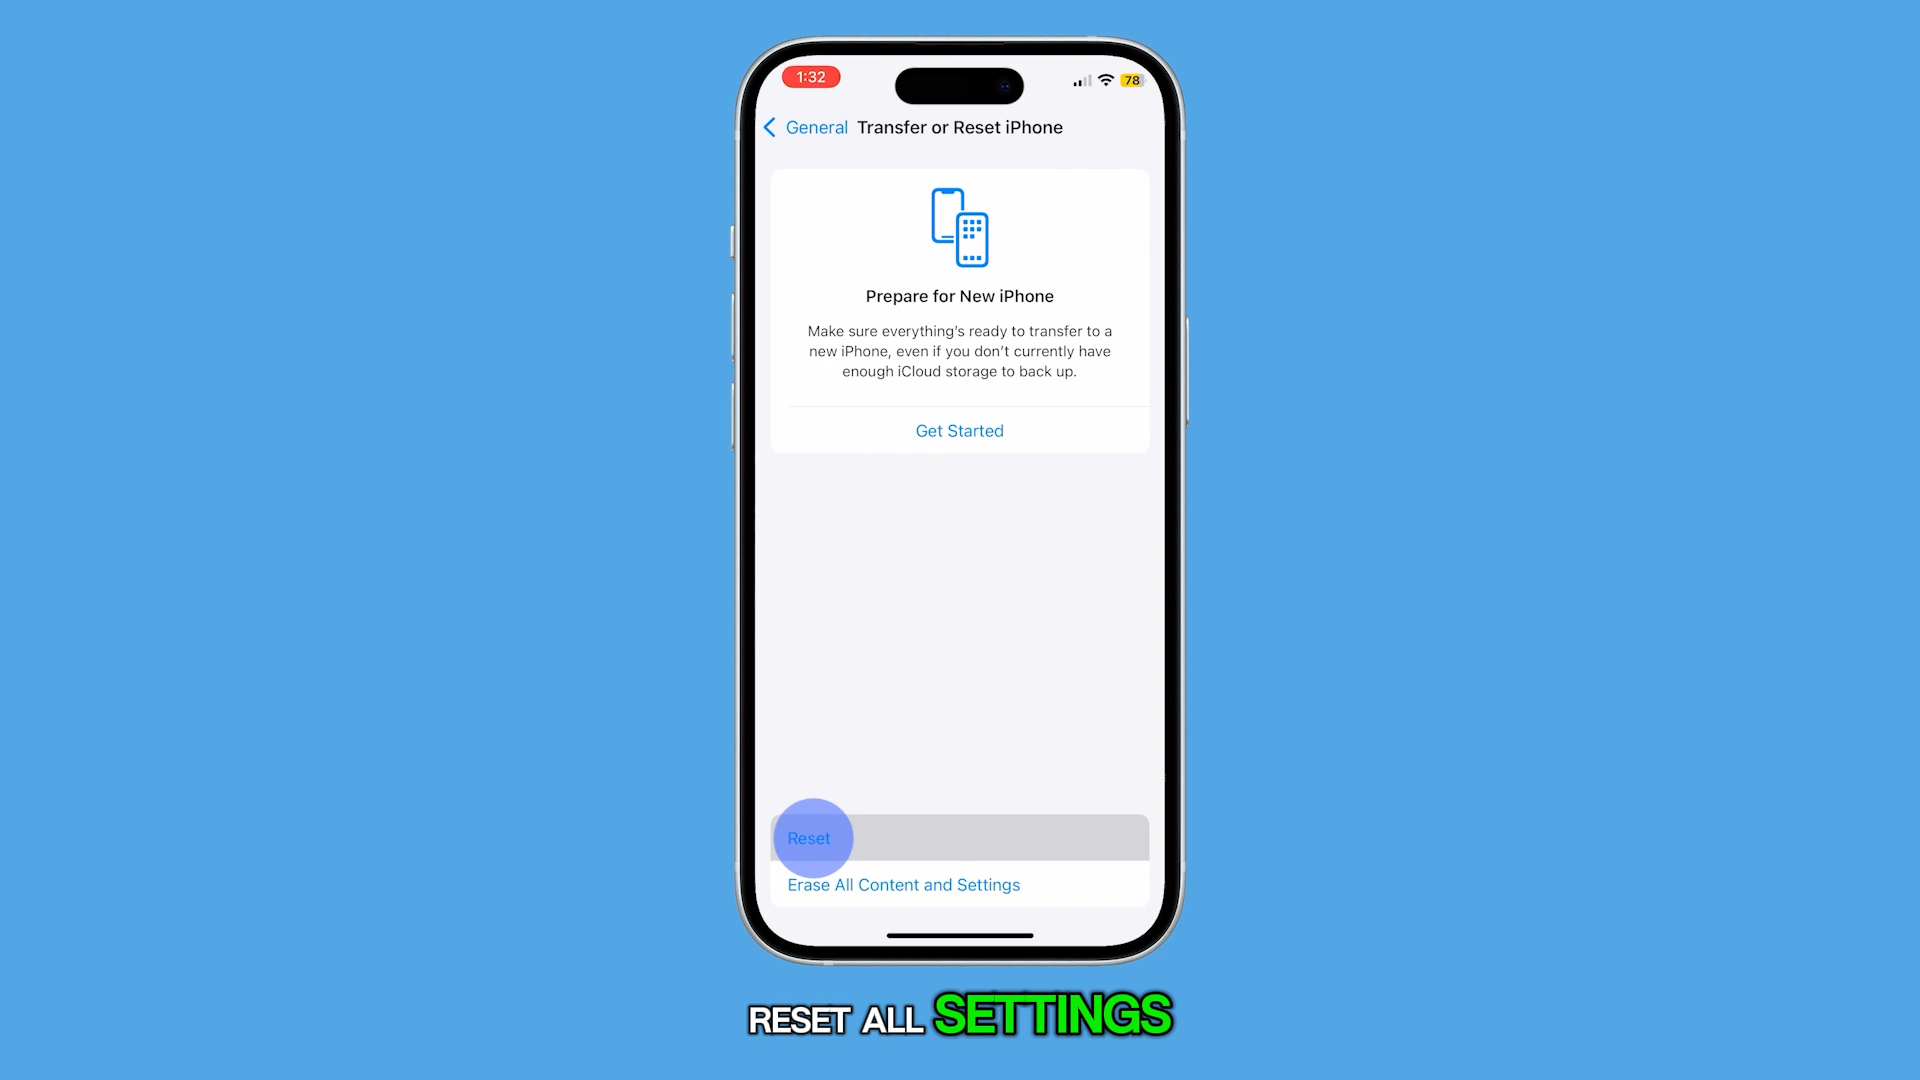 1:32
78
General Transfer or Reset iPhone
Prepare for New iPhone
Make sure everything’s ready to transfer to a
new iPhone, even if you don’t currently have
enough iCloud storage to back up.
Get Started
Reset
Erase All Content and Settings
RESET ALL SETTINGS